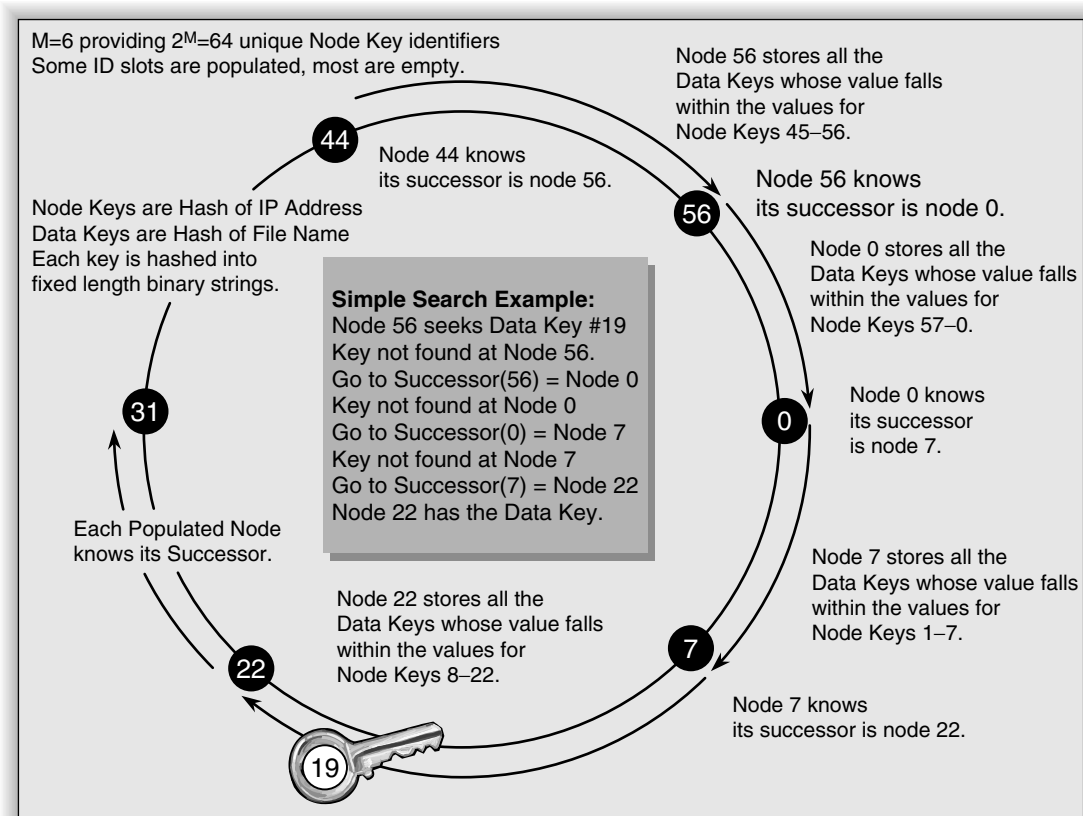 M=6 providing 2ᴹ=64 unique Node Key identifiers
Some ID slots are populated, most are empty.
Node 56 stores all the
Data Keys whose value falls
within the values for
Node Keys 45–56.
44
Node 44 knows
its successor is node 56.
56
Node 56 knows
its successor is node 0.
Node Keys are Hash of IP Address
Data Keys are Hash of File Name
Each key is hashed into
fixed length binary strings.
Node 0 stores all the
Data Keys whose value falls
within the values for
Node Keys 57–0.
Simple Search Example:
Node 56 seeks Data Key #19
Key not found at Node 56.
Go to Successor(56) = Node 0
Key not found at Node 0
Go to Successor(0) = Node 7
Key not found at Node 7
Go to Successor(7) = Node 22
Node 22 has the Data Key.
31
0
Node 0 knows
its successor
is node 7.
Each Populated Node
knows its Successor.
Node 7 stores all the
Data Keys whose value falls
within the values for
Node Keys 1–7.
Node 22 stores all the
Data Keys whose value falls
within the values for
Node Keys 8–22.
7
22
Node 7 knows
its successor is node 22.
19